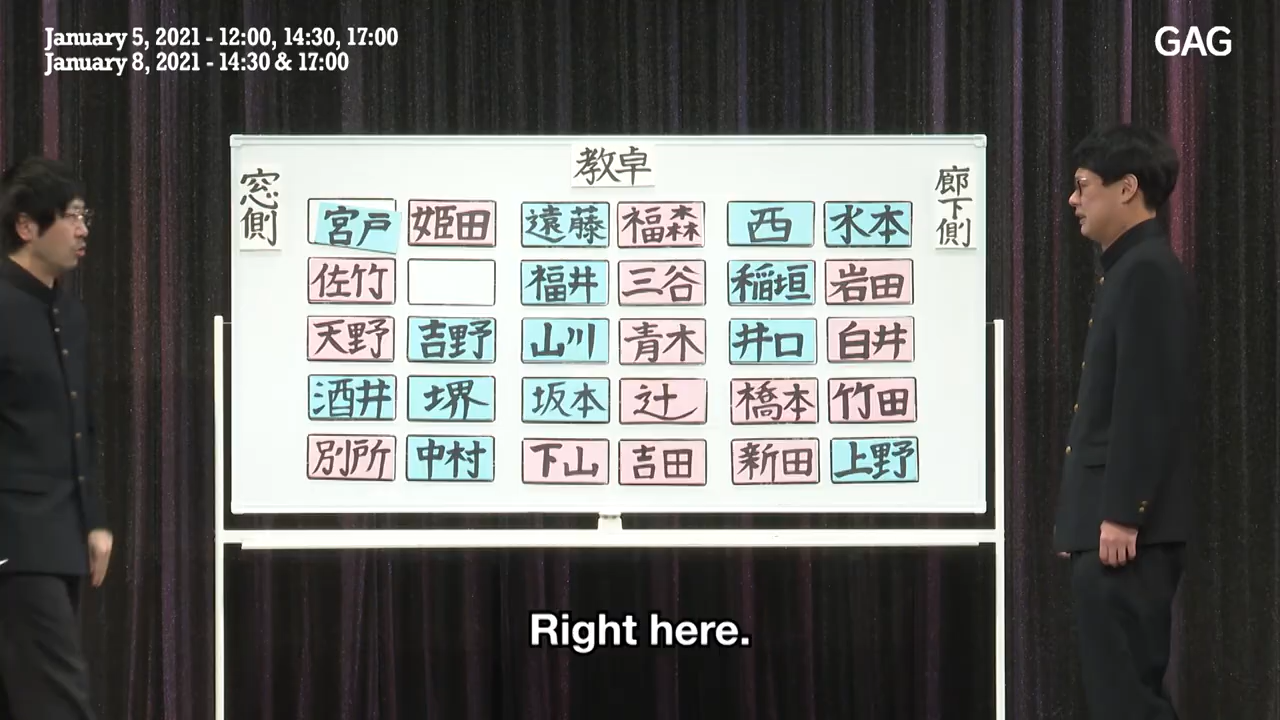 January 5, 2021 - 12:00, 14:30, 17:00
January 8, 2021 - 14:30 & 17:00
GAG
教卓
窓側
廊下側
宮戸 姫田 遠藤 福森 西 水本
佐竹 福井 三谷 稲垣 岩田
天野 吉野 山川 青木 井口 白井
酒井 堺 坂本 辻 橋本 竹田
別所 中村 下山 吉田 新田 上野
Right here.